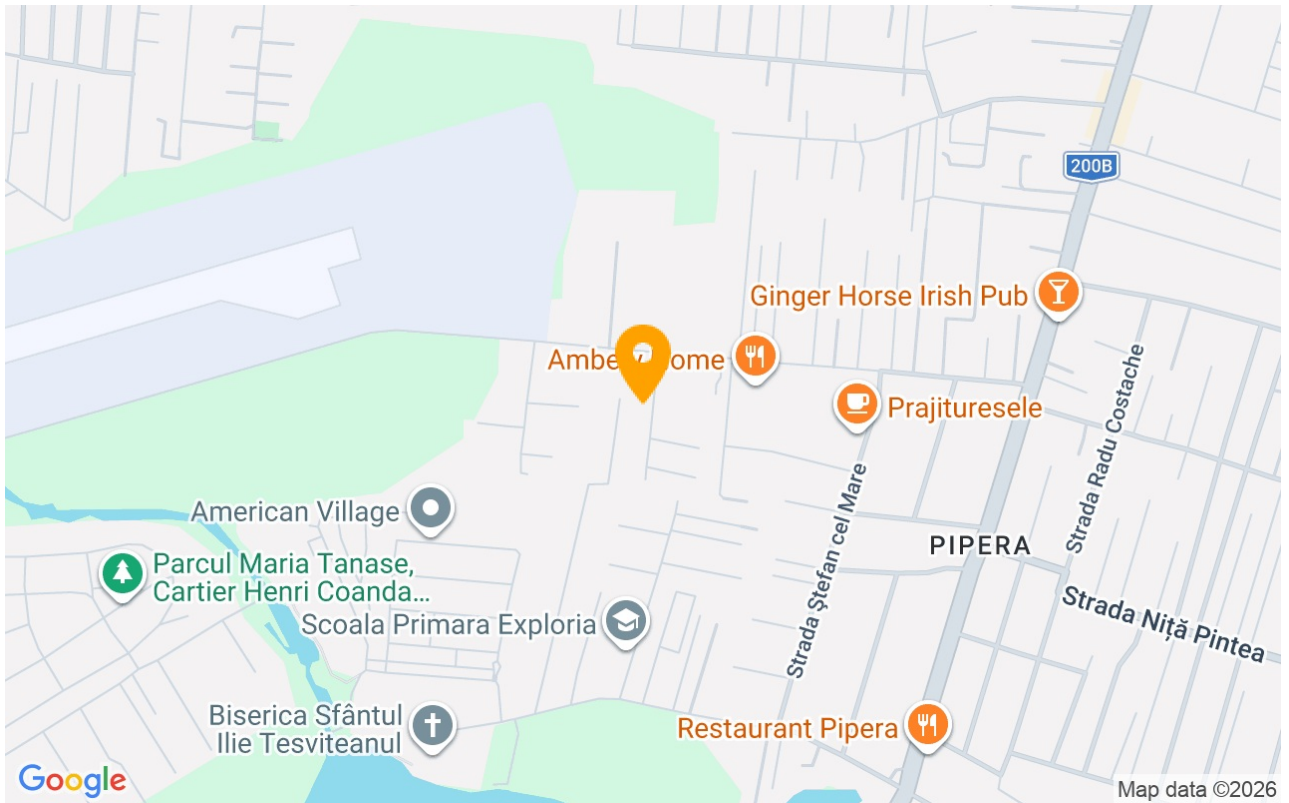 200B
Ginger Horse Irish Pub
Prajituresele
Strada Radu Costache
Strada Ștefan cel Mare
American Village
PIPERA
Parcul Maria Tanase,
Cartier Henri Coanda...
Scoala Primara Exploria
Strada Niță Pintea
Biserica Sfântul
Ilie Tesviteanul
Restaurant Pipera
Google
Map data ©2026